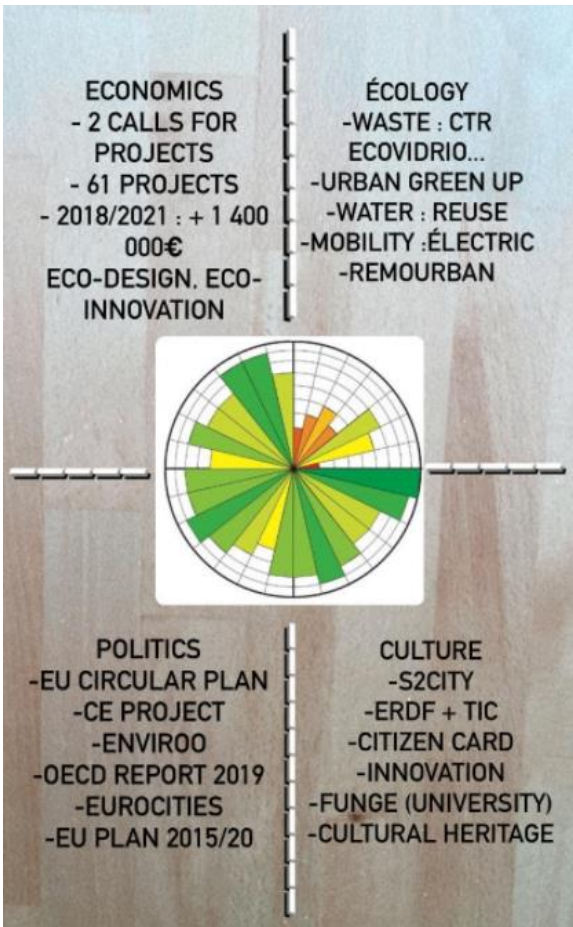 ECONOMICS
- 2 CALLS FOR
PROJECTS
- 61 PROJECTS
- 2018/2021 : + 1 400
000€
ECO-DESIGN, ECO-
INNOVATION
ÉCOLOGY
-WASTE : CTR
ECOVIDRIO...
-URBAN GREEN UP
-WATER : REUSE
-MOBILITY :ÉLECTRIC
-REMOURBAN
POLITICS
-EU CIRCULAR PLAN
-CE PROJECT
-ENVIROO
-OECD REPORT 2019
-EUROCITIES
-EU PLAN 2015/20
CULTURE
-S2CITY
-ERDF + TIC
-CITIZEN CARD
-INNOVATION
-FUNGE (UNIVERSITY)
-CULTURAL HERITAGE